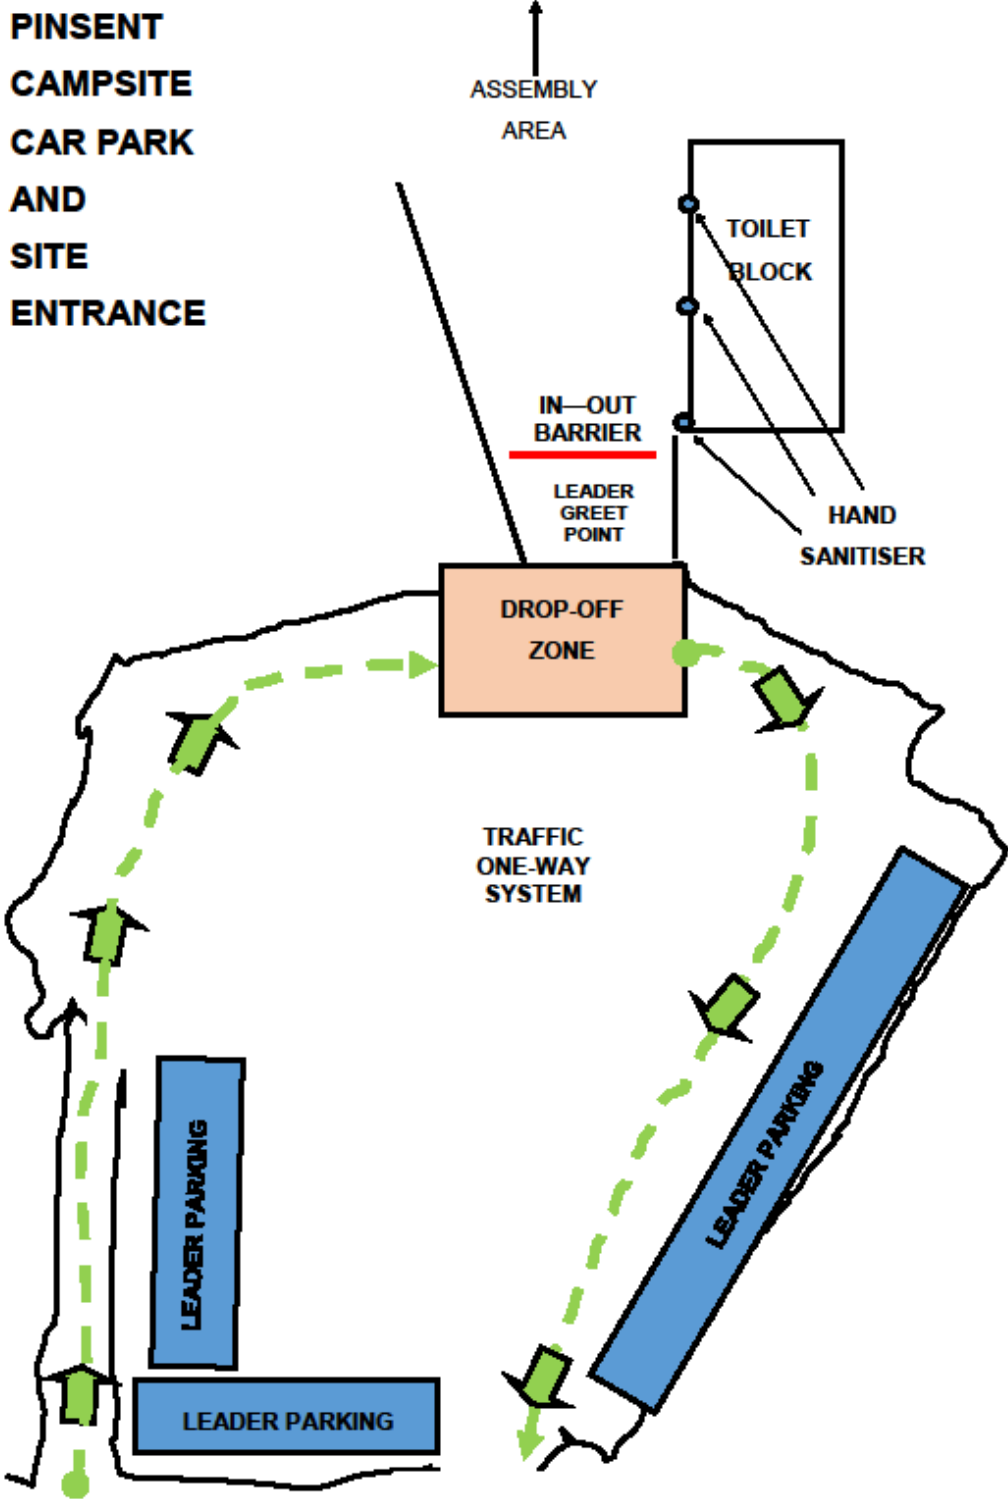 PINSENT
CAMPSITE
CAR PARK
AND
SITE
ENTRANCE
ASSEMBLY
AREA
TOILET
BLOCK
IN—OUT
BARRIER
LEADER
GREET
POINT
HAND
SANITISER
DROP-OFF
ZONE
TRAFFIC
ONE-WAY
SYSTEM
LEADER PARKING
LEADER PARKING
LEADER PARKING